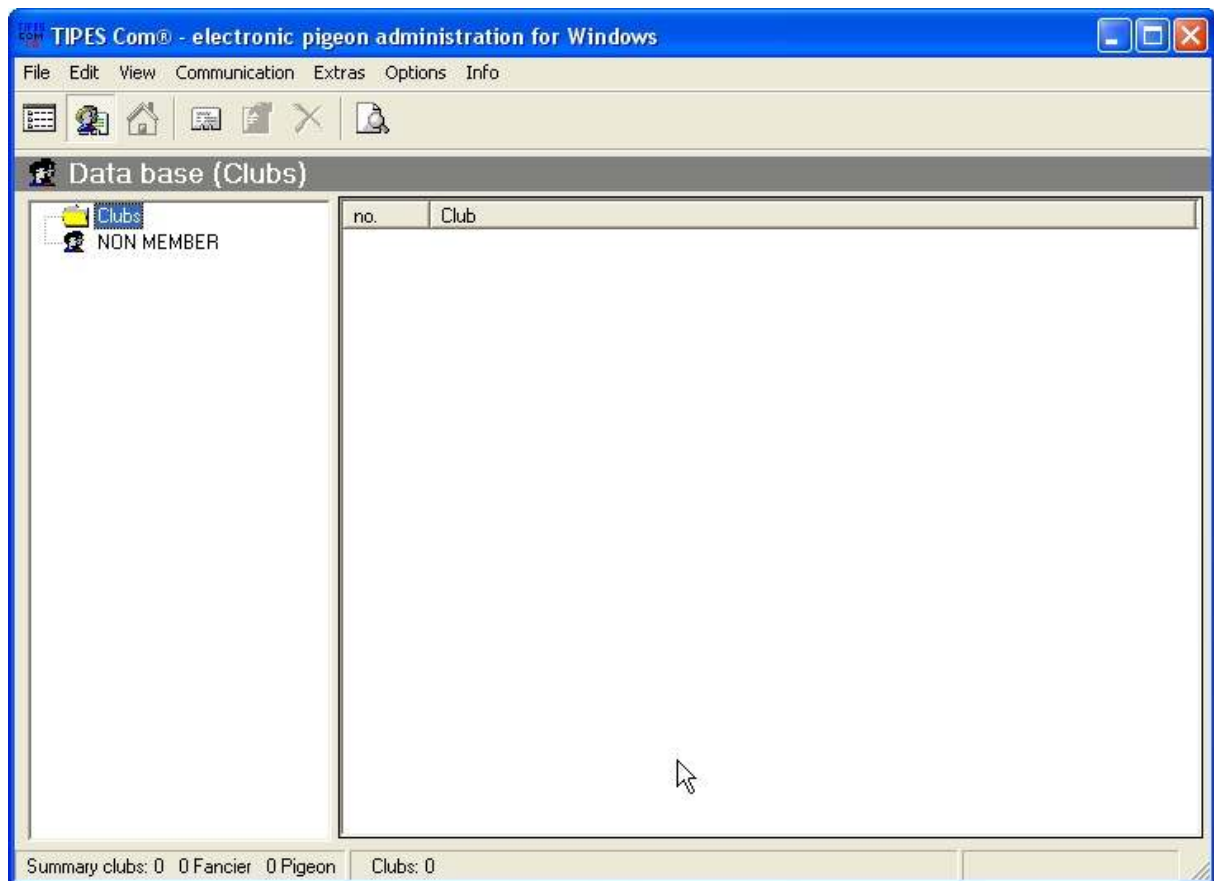 TIPES Com® - electronic pigeon administration for Windows
File Edit View Communication Extras Options Info
Data base (Clubs)
Clubs
NON MEMBER
no. Club
Summary clubs: 0 0 Fancier 0 Pigeon Clubs: 0